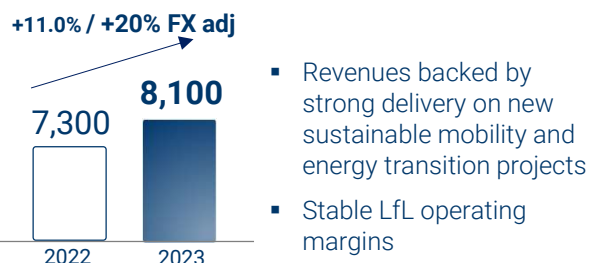 +11.0% / +20% FX adj
8,100
7,300
2022
2023
▪ Revenues backed by
strong delivery on new
sustainable mobility and
energy transition projects
▪ Stable LfL operating
margins